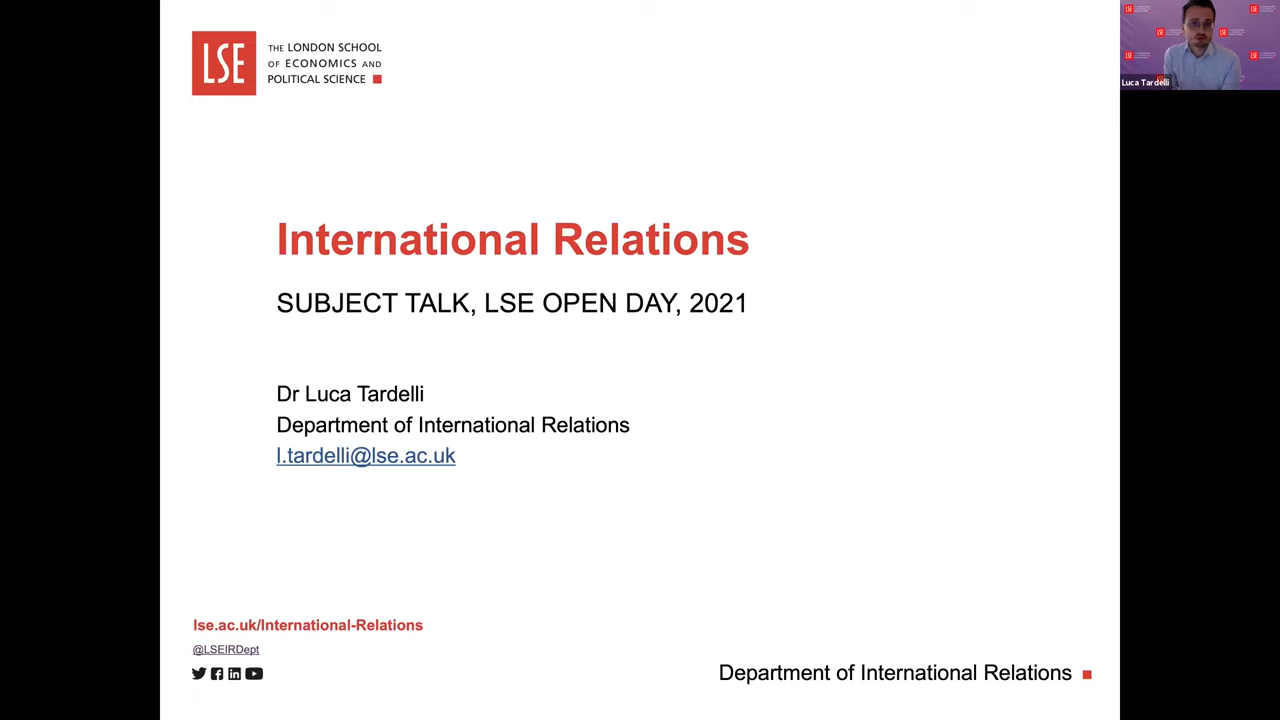 LSE
THE LONDON SCHOOL
OF ECONOMICS AND
POLITICAL SCIENCE
Luca Tardelli
International Relations
SUBJECT TALK, LSE OPEN DAY, 2021
Dr Luca Tardelli
Department of International Relations
l.tardelli@lse.ac.uk
lse.ac.uk/International-Relations
@LSEIRDept
Department of International Relations